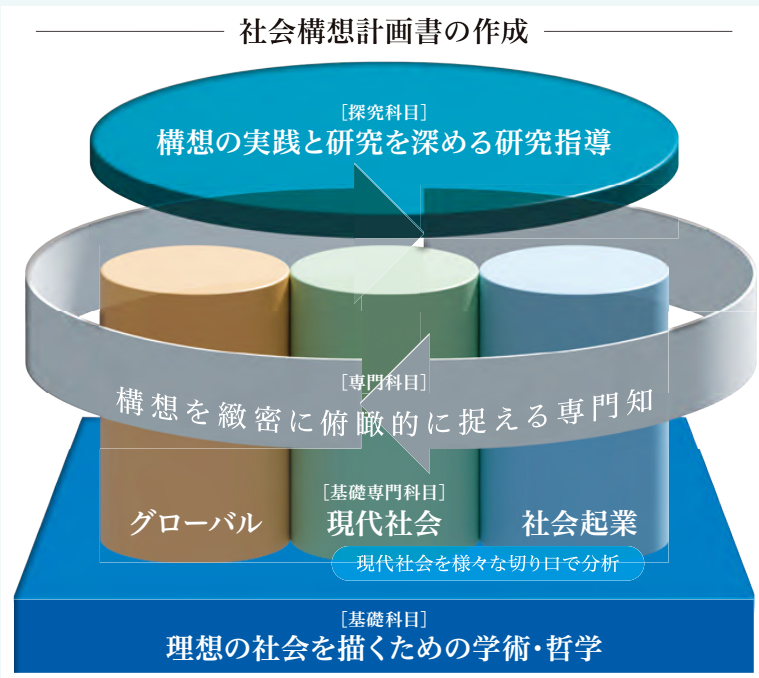 社会構想計画書の作成
［探究科目］
構想の実践と研究を深める研究指導
［専門科目］
構想を緻密に俯瞰的に捉える専門知
［基礎専門科目］
グローバル
現代社会
社会起業
現代社会を様々な切り口で分析
［基礎科目］
理想の社会を描くための学術・哲学